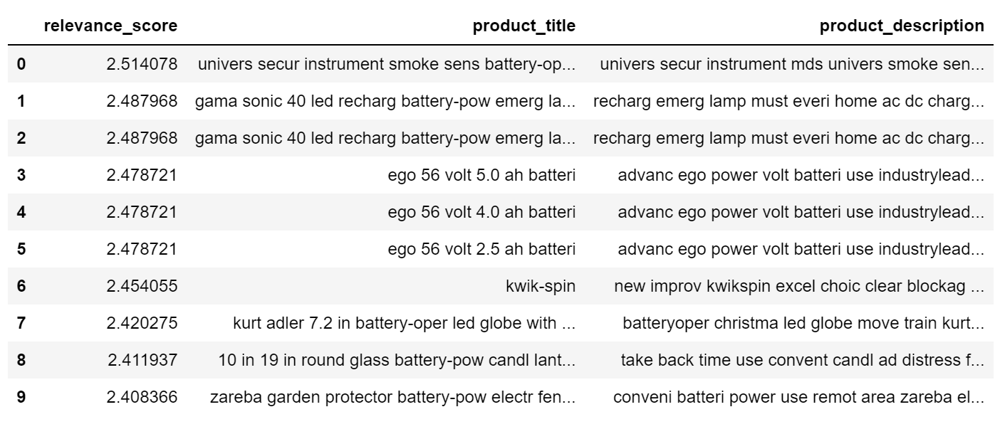 relevance_score product_title product_description
0 2.514078 univers secur instrument smoke sens battery-op... univers secur instrument mds univers smoke sen...
1 2.487968 gama sonic 40 led recharg battery-pow emerg la... recharg emerg lamp must everi home ac dc charg...
2 2.487968 gama sonic 40 led recharg battery-pow emerg la... recharg emerg lamp must everi home ac dc charg...
3 2.478721 ego 56 volt 5.0 ah batteri advanc ego power volt batteri use industrylead...
4 2.478721 ego 56 volt 4.0 ah batteri advanc ego power volt batteri use industrylead...
5 2.478721 ego 56 volt 2.5 ah batteri advanc ego power volt batteri use industrylead...
6 2.454055 kwik-spin new improv kwikspin excel choic clear blockag ...
7 2.420275 kurt adler 7.2 in battery-oper led globe with ... batteryoper christma led globe move train kurt...
8 2.411937 10 in 19 in round glass battery-pow candl lant... take back time use convent candl ad distress f...
9 2.408366 zareba garden protector battery-pow electr fen... conveni batteri power use remot area zareba el...